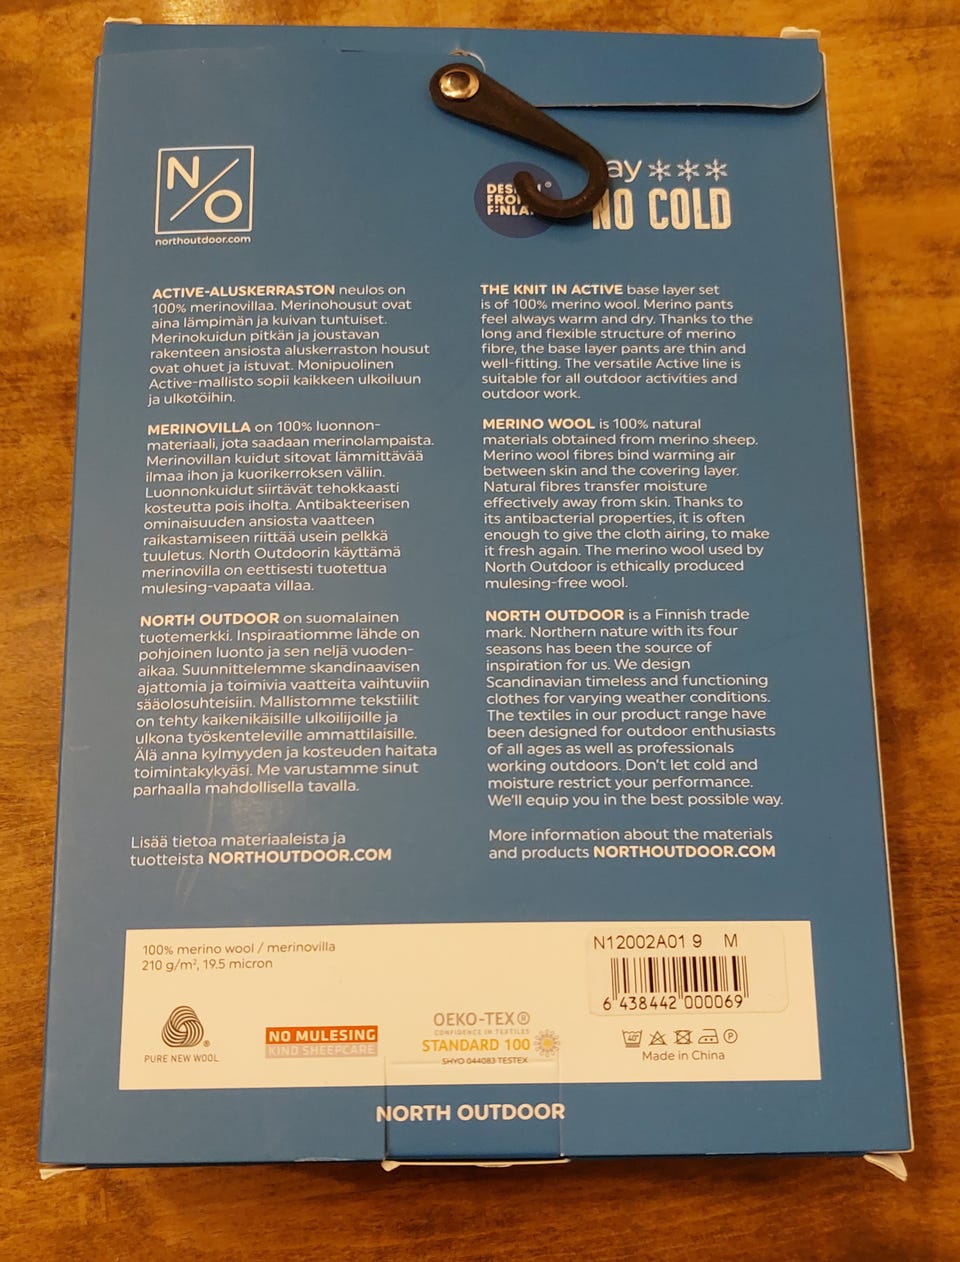 N/O
northoutdoor.com
NO COLD
ACTIVE-ALUSKERRASTON neulos on
100% merinovillaa. Merinohousut ovat
aina lämpimän ja kuivan tuntuiset.
Merinokuidun pitkän ja joustavan
rakenteen ansiosta aluskerraston housut
ovat ohuet ja istuvat. Monipuolinen
Active-mallisto sopii kaikkeen ulkoiluun
ja ulkotöihin.
MERINOVILLA on 100% luonnon-
materiaali, jota saadaan merinolampaista.
Merinovillan kuidut sitovat lämmittävää
ilmaa ihon ja kuorikerroksen väliin.
Luonnonkuidut siirtävät tehokkaasti
kosteutta pois iholta. Antibakteerisen
ominaisuuden ansiosta vaatteen
raikastamiseen riittää usein pelkkä
tuuletus. North Outdoorin käyttämä
merinovilla on eettisesti tuotettua
mulesing-vapaata villaa.
NORTH OUTDOOR on suomalainen
tuotemerkki. Inspiraatiomme lähde on
pohjoinen luonto ja sen neljä vuoden-
aikaa. Suunnittelemme skandinaavisen
ajattomia ja toimivia vaatteita vaihtuviin
sääolosuhteisiin. Mallistomme tekstiilit
on tehty kaikenikäisille ulkoilijoille ja
ulkona työskenteleville ammattilaisille.
Älä anna kylmyyden ja kosteuden haitata
toimintakykyäsi. Me varustamme sinut
parhaalla mahdollisella tavalla.
Lisää tietoa materiaaleista ja
tuotteista NORTHOUTDOOR.COM
THE KNIT IN ACTIVE base layer set
is of 100% merino wool. Merino pants
feel always warm and dry. Thanks to the
long and flexible structure of merino
fibre, the base layer pants are thin and
well-fitting. The versatile Active line is
suitable for all outdoor activities and
outdoor work.
MERINO WOOL is 100% natural
materials obtained from merino sheep.
Merino wool fibres bind warming air
between skin and the covering layer.
Natural fibres transfer moisture
effectively away from skin. Thanks to
its antibacterial properties, it is often
enough to give the cloth airing, to make
it fresh again. The merino wool used by
North Outdoor is ethically produced
mulesing-free wool.
NORTH OUTDOOR is a Finnish trade
mark. Northern nature with its four
seasons has been the source of
inspiration for us. We design
Scandinavian timeless and functioning
clothes for varying weather conditions.
The textiles in our product range have
been designed for outdoor enthusiasts
of all ages as well as professionals
working outdoors. Don't let cold and
moisture restrict your performance.
We'll equip you in the best possible way.
More information about the materials
and products NORTHOUTDOOR.COM
100% merino wool / merinovilla
210 g/m², 19.5 micron
PURE NEW WOOL
NO MULESING
KIND SHEEPCARE
OEKO-TEX®
CONFIDENCE IN TEXTILES
STANDARD 100
SHYO 044083 TESTEX
N12002A01 9 M
6 438442 000069
40°
P
Made in China
NORTH OUTDOOR